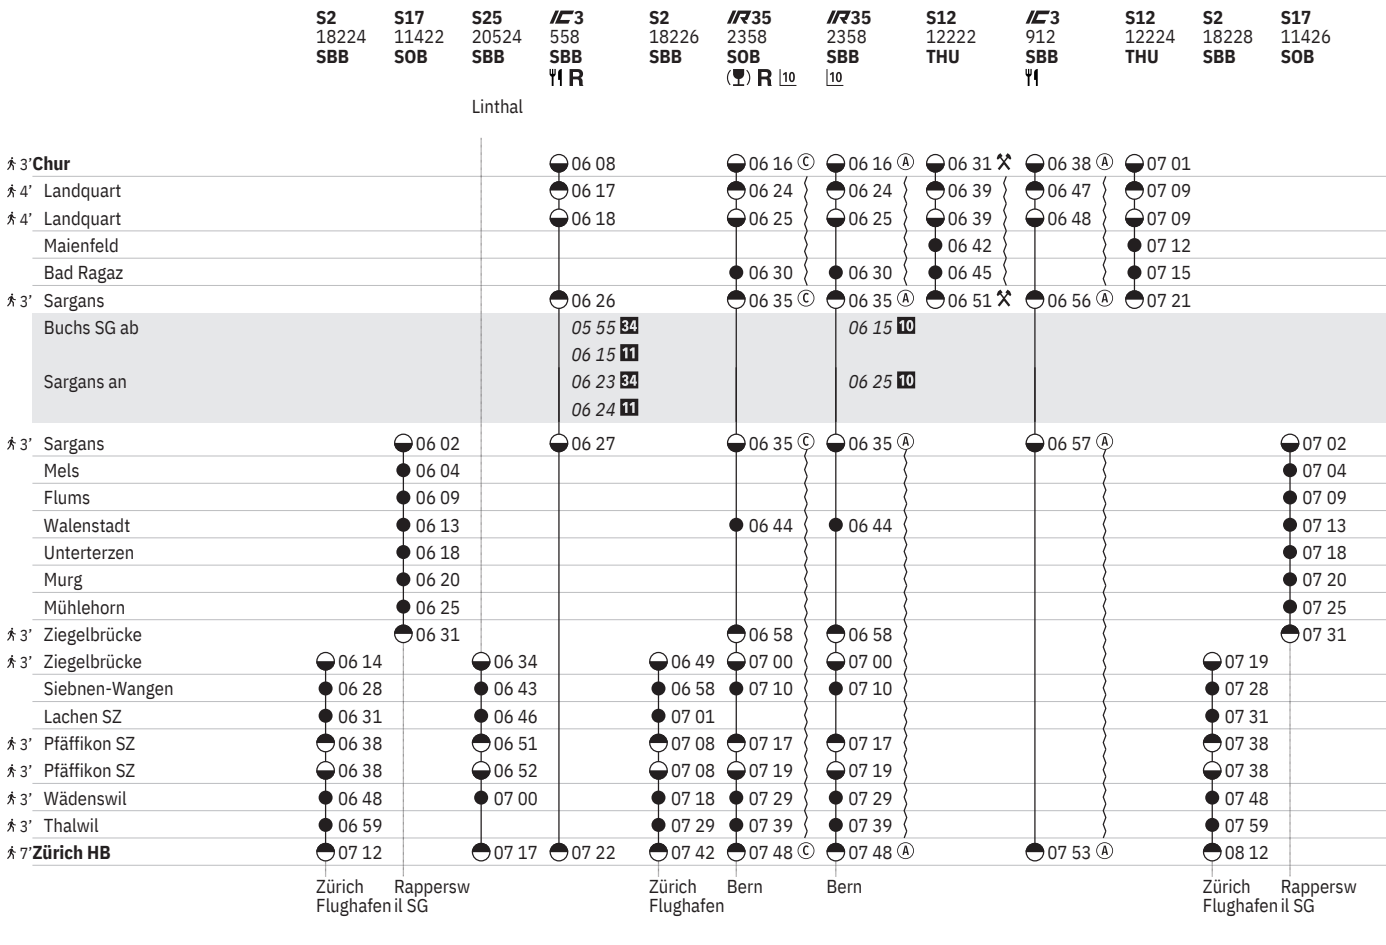 S2 S17 S25 IC3 S2 IR35 IR35 S12 IC3 S12 S2 S17
18224 11422 20524 558 18226 2358 2358 12222 912 12224 18228 11426
SBB SOB SBB SBB SBB SOB SBB THU SBB THU SBB SOB
R R 10 10
Linthal
3’ Chur 06 08 06 16 C 06 16 A 06 31 06 38 A 07 01
4’ Landquart 06 17 06 24 06 24 06 39 06 47 07 09
4’ Landquart 06 18 06 25 06 25 06 39 06 48 07 09
Maienfeld 06 42 07 12
Bad Ragaz 06 30 06 30 06 45 07 15
3’ Sargans 06 26 06 35 C 06 35 A 06 51 06 56 A 07 21
Buchs SG ab 05 55 34 06 15 10
06 15 11
Sargans an 06 23 34 06 25 10
06 24 11
3’ Sargans 06 02 06 27 06 35 C 06 35 A 06 57 A 07 02
Mels 06 04 07 04
Flums 06 09 07 09
Walenstadt 06 13 06 44 06 44 07 13
Unterterzen 06 18 07 18
Murg 06 20 07 20
Mühlehorn 06 25 07 25
3’ Ziegelbrücke 06 31 06 58 06 58 07 31
3’ Ziegelbrücke 06 14 06 34 06 49 07 00 07 00 07 19
Siebnen-Wangen 06 28 06 43 06 58 07 10 07 10 07 28
Lachen SZ 06 31 06 46 07 01 07 31
3’ Pfäffikon SZ 06 38 06 51 07 08 07 17 07 17 07 38
3’ Pfäffikon SZ 06 38 06 52 07 08 07 19 07 19 07 38
3’ Wädenswil 06 48 07 00 07 18 07 29 07 29 07 48
3’ Thalwil 06 59 07 29 07 39 07 39 07 59
7’ Zürich HB 07 12 07 17 07 22 07 42 07 48 C 07 48 A 07 53 A 08 12
Zürich Rappersw Zürich Bern Bern Zürich Rappersw
Flughafen il SG Flughafen Flughafen il SG